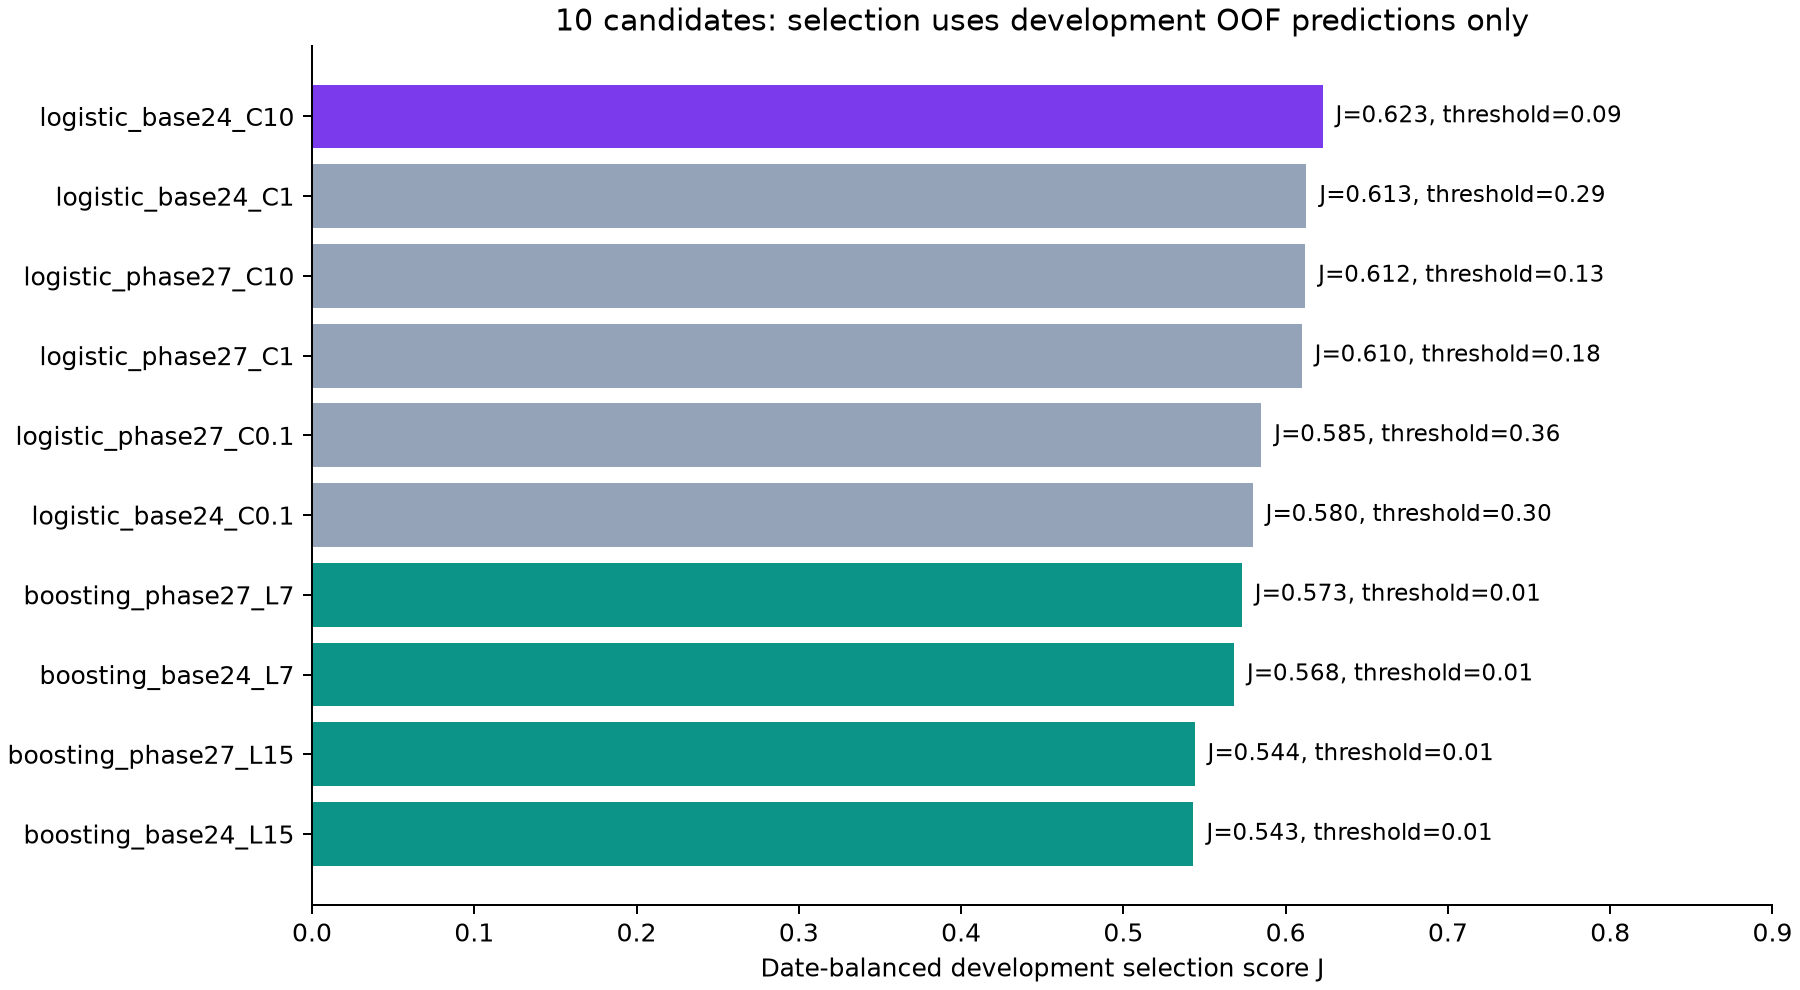 10 candidates: selection uses development OOF predictions only
logistic_base24_C10
J=0.623, threshold=0.09
logistic_base24_C1
J=0.613, threshold=0.29
logistic_phase27_C10
J=0.612, threshold=0.13
logistic_phase27_C1
J=0.610, threshold=0.18
logistic_phase27_C0.1
J=0.585, threshold=0.36
logistic_base24_C0.1
J=0.580, threshold=0.30
boosting_phase27_L7
J=0.573, threshold=0.01
boosting_base24_L7
J=0.568, threshold=0.01
boosting_phase27_L15
J=0.544, threshold=0.01
boosting_base24_L15
J=0.543, threshold=0.01
0.0 0.1 0.2 0.3 0.4 0.5 0.6 0.7 0.8 0.9
Date-balanced development selection score J